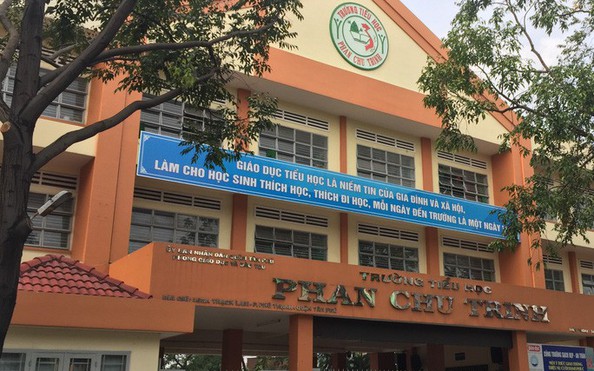 TRƯỜNG TIỂU HỌC
PHAN CHU TRINH
GIÁO DỤC TIỂU HỌC LÀ NIỀM TIN CỦA GIA ĐÌNH VÀ XÃ HỘI,
LÀM CHO HỌC SINH THÍCH HỌC, THÍCH ĐI HỌC, MỖI NGÀY ĐẾN TRƯỜNG LÀ MỘT NGÀY
TRƯỜNG TIỂU HỌC
PHAN CHU TRINH